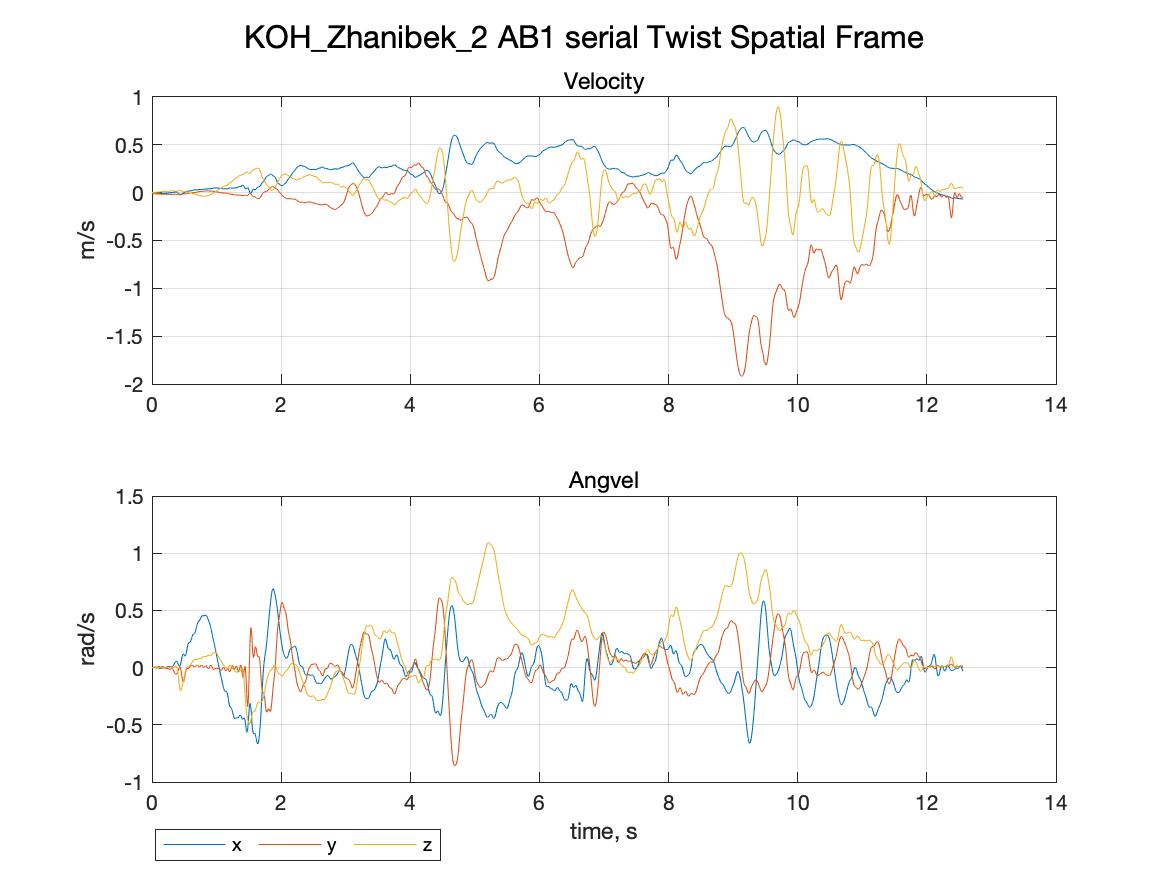 KOH_Zhanibek_2 AB1 serial Twist Spatial Frame
Velocity
1
0.5
0
-0.5
-1
-1.5
-2
m/s
0 2 4 6 8 10 12 14
Angvel
1.5
1
0.5
0
-0.5
-1
rad/s
0 2 4 6 8 10 12 14
time, s
x y z